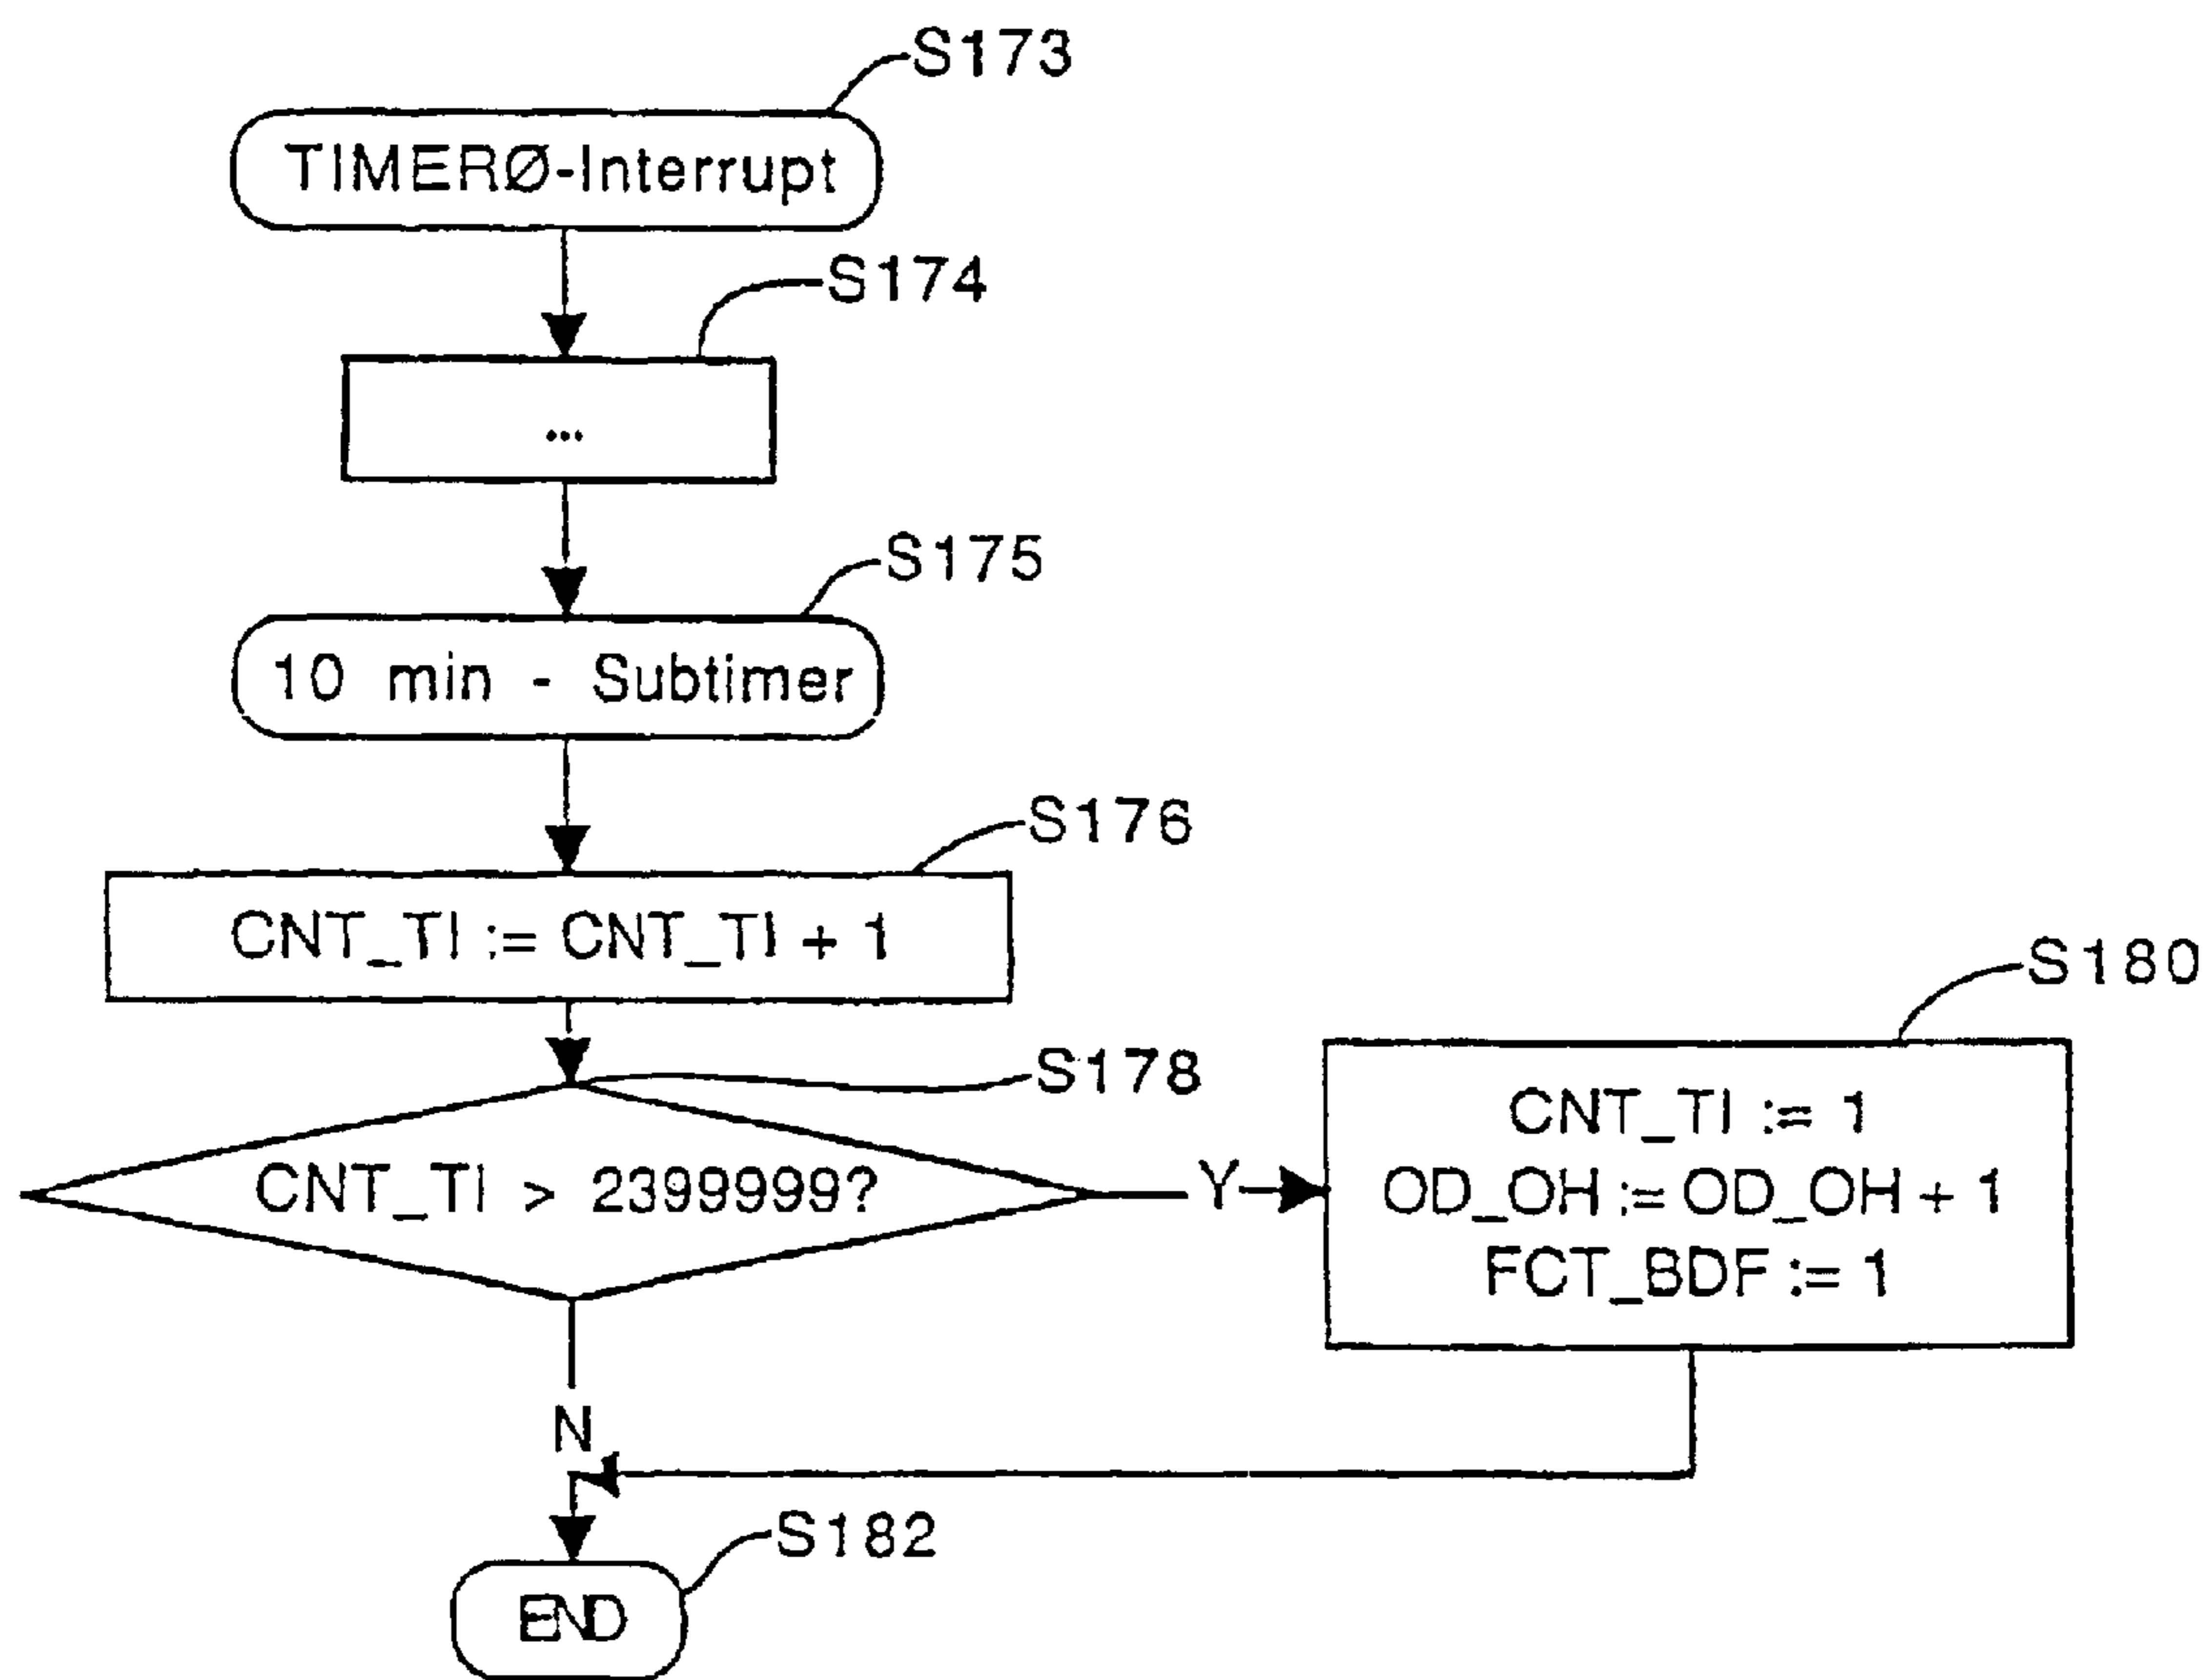 S173
TIMERØ-Interrupt
S174
...
S175
10 min - Subtimer
S176
CNT_TI := CNT_TI + 1
S178
CNT_TI > 2399999?
Y
S180
CNT_TI := 1
OD_OH := OD_OH + 1
FCT_BDF := 1
N
S182
END